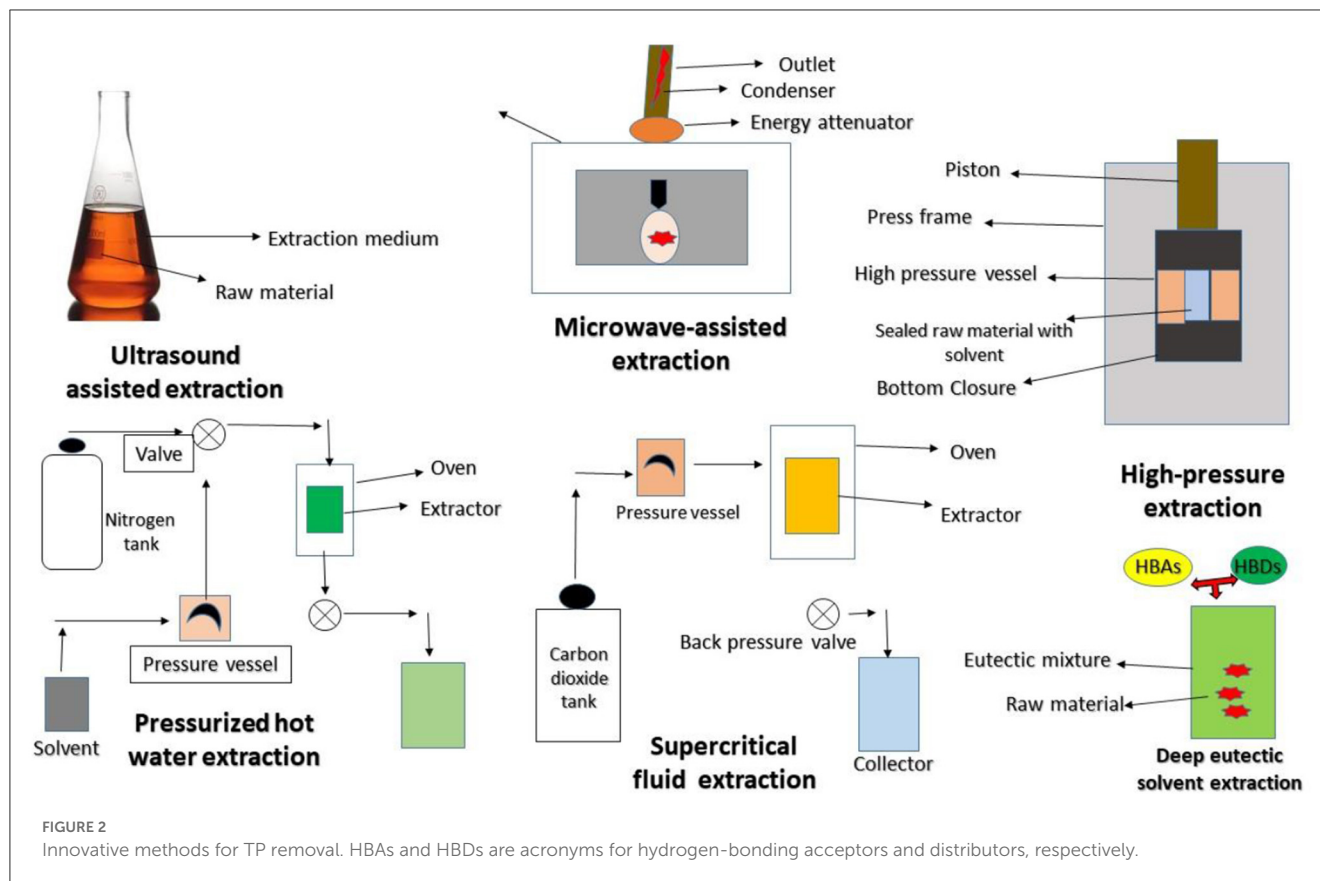 Outlet
Condenser
Energy attenuator
Extraction medium
Raw material
Ultrasound
assisted extraction
Microwave-assisted
extraction
Piston
Press frame
High pressure vessel
Sealed raw material with
solvent
Bottom Closure
High-pressure
extraction
Valve
Nitrogen
tank
Oven
Extractor
Pressure vessel
Solvent
Pressurized hot
water extraction
Pressure vessel
Oven
Extractor
Carbon
dioxide
tank
Back pressure valve
Collector
Supercritical
fluid extraction
HBAs
HBDs
Eutectic mixture
Raw material
Deep eutectic
solvent extraction
FIGURE 2
Innovative methods for TP removal. HBAs and HBDs are acronyms for hydrogen-bonding acceptors and distributors, respectively.